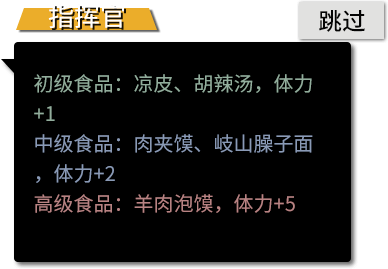 指挥官
跳过
初级食品：凉皮、胡辣汤，体力
+1
中级食品：肉夹馍、岐山臊子面
，体力+2
高级食品：羊肉泡馍，体力+5